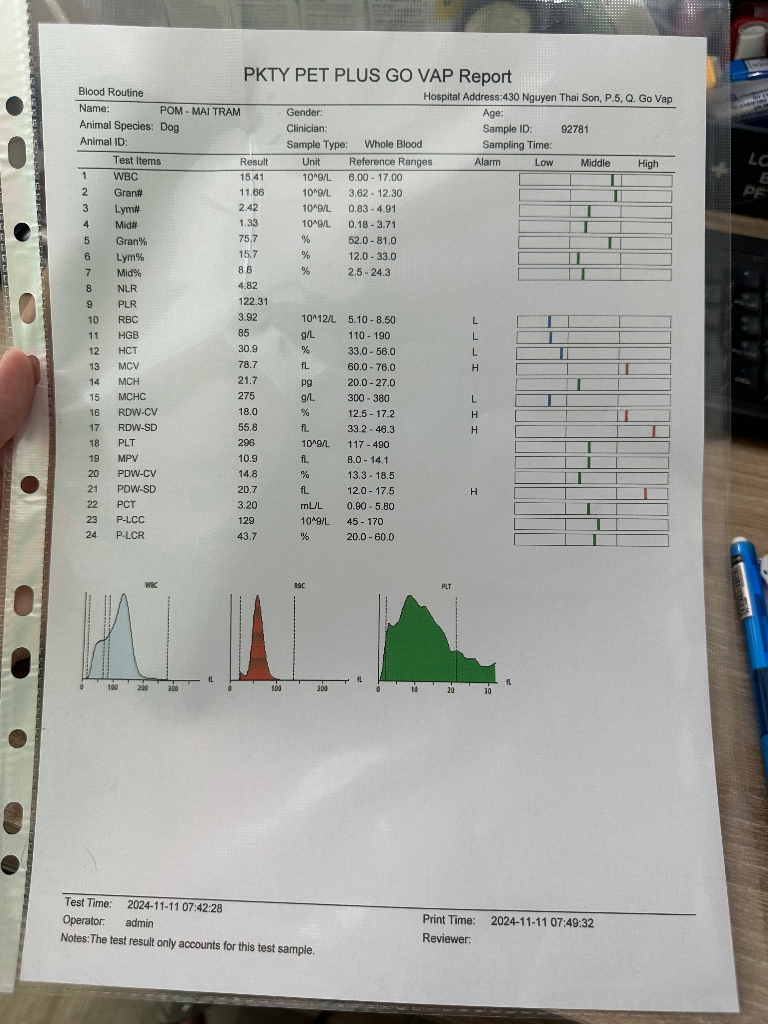 PKTY PET PLUS GO VAP Report
Blood Routine Hospital Address:430 Nguyen Thai Son, P.5, Q. Go Vap
Name: POM - MAI TRAM Gender: Age:
Animal Species: Dog Clinician: Sample ID: 92781
Animal ID: Sample Type: Whole Blood Sampling Time:
Test Items Result Unit Reference Ranges Alarm Low Middle High
1 WBC 15.41 10^9/L 6.00 - 17.00
2 Gran# 11.66 10^9/L 3.62 - 12.30
3 Lym# 2.42 10^9/L 0.83 - 4.91
4 Mid# 1.33 10^9/L 0.18 - 3.71
5 Gran% 75.7 % 52.0 - 81.0
6 Lym% 15.7 % 12.0 - 33.0
7 Mid% 8.6 % 2.5 - 24.3
8 NLR 4.82
9 PLR 122.31
10 RBC 3.92 10^12/L 5.10 - 8.50 L
11 HGB 85 g/L 110 - 190 L
12 HCT 30.9 % 33.0 - 56.0 L
13 MCV 78.7 fL 60.0 - 76.0 H
14 MCH 21.7 pg 20.0 - 27.0
15 MCHC 275 g/L 300 - 380 L
16 RDW-CV 18.0 % 12.5 - 17.2 H
17 RDW-SD 55.8 fL 33.2 - 46.3 H
18 PLT 296 10^9/L 117 - 490
19 MPV 10.9 fL 8.0 - 14.1
20 PDW-CV 14.8 % 13.3 - 18.5
21 PDW-SD 20.7 fL 12.0 - 17.5 H
22 PCT 3.20 mL/L 0.90 - 5.80
23 P-LCC 129 10^9/L 45 - 170
24 P-LCR 43.7 % 20.0 - 60.0
WBC RBC PLT
0 100 200 300 fL 0 100 200 fL 0 10 20 30 fL
Test Time: 2024-11-11 07:42:28
Operator: admin Print Time: 2024-11-11 07:49:32
Notes:The test result only accounts for this test sample. Reviewer: